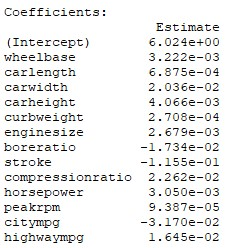 Coefficients:
Estimate
(Intercept) 6.024e+00
wheelbase 3.222e-03
carlength 6.875e-04
carwidth 2.036e-02
carheight 4.066e-03
curbweight 2.708e-04
enginesize 2.679e-03
boreratio -1.734e-02
stroke -1.155e-01
compressionratio 2.262e-02
horsepower 3.050e-03
peakrpm 9.387e-05
citympg -3.170e-02
highwaympg 1.645e-02